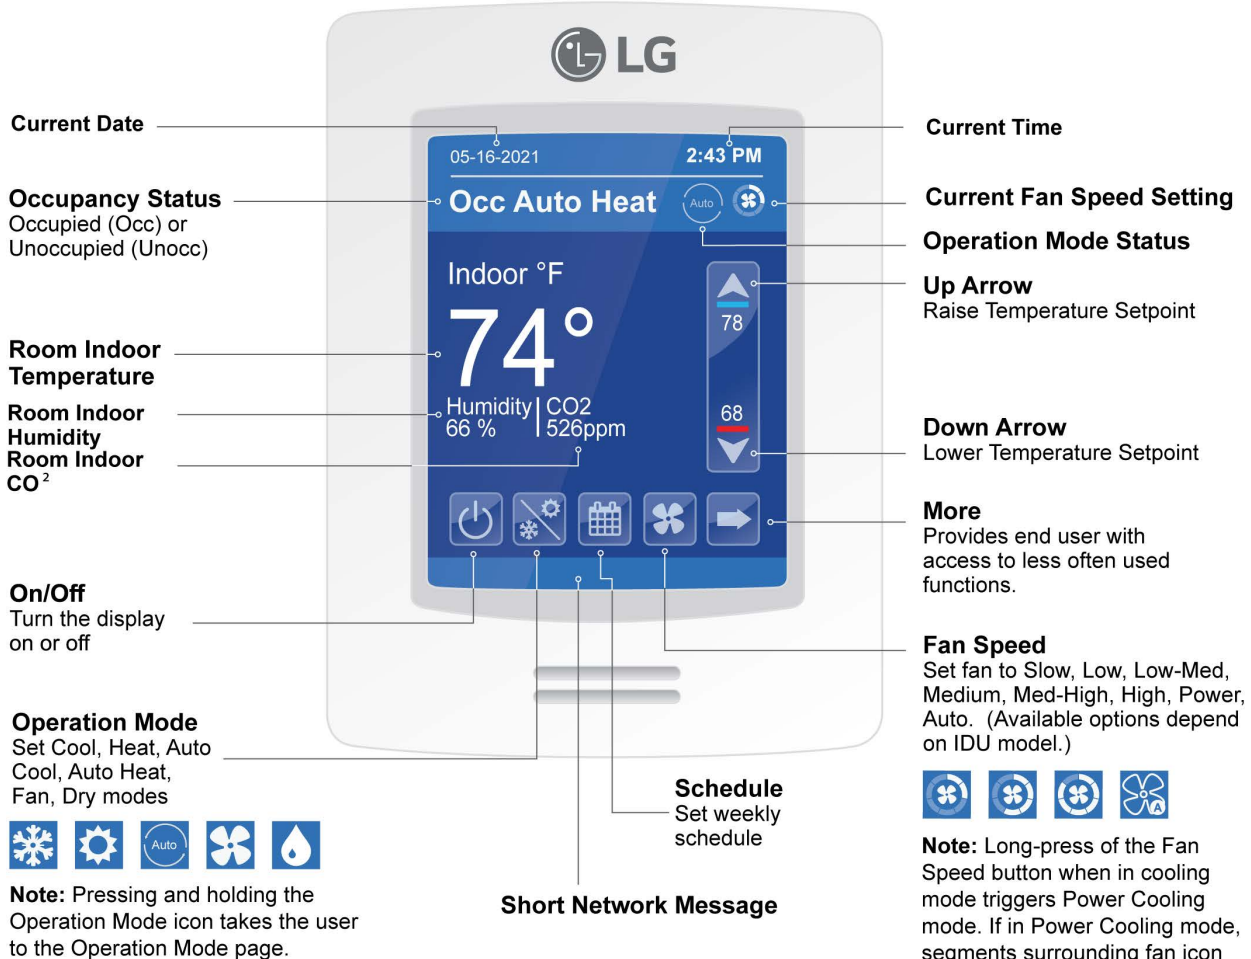 LG
Current Date
Current Time
05-16-2021
2:43 PM
Occupancy Status
Occupied (Occ) or
Unoccupied (Unocc)
Occ Auto Heat
Auto
Current Fan Speed Setting
Operation Mode Status
Up Arrow
Raise Temperature Setpoint
Indoor °F
74°
78
Room Indoor
Temperature
Room Indoor
Humidity
Room Indoor
CO²
Humidity
66 %
CO2
526ppm
68
Down Arrow
Lower Temperature Setpoint
More
Provides end user with
access to less often used
functions.
On/Off
Turn the display
on or off
Fan Speed
Set fan to Slow, Low, Low-Med,
Medium, Med-High, High, Power,
Auto. (Available options depend
on IDU model.)
A
Operation Mode
Set Cool, Heat, Auto
Cool, Auto Heat,
Fan, Dry modes
Auto
Schedule
Set weekly
schedule
Note: Pressing and holding the
Operation Mode icon takes the user
to the Operation Mode page.
Short Network Message
Note: Long-press of the Fan
Speed button when in cooling
mode triggers Power Cooling
mode. If in Power Cooling mode,
segments surrounding fan icon